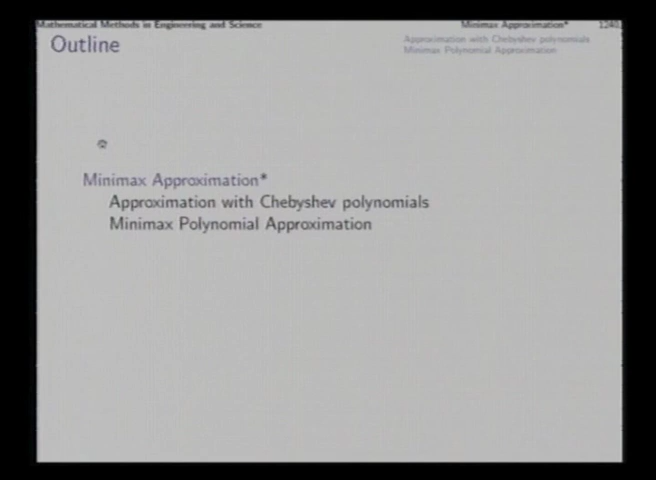 Mathematical Methods in Engineering and Science
Minimax Approximation*
1240,
Outline
Approximation with Chebyshev polynomials
Minimax Polynomial Approximation
Minimax Approximation*
Approximation with Chebyshev polynomials
Minimax Polynomial Approximation